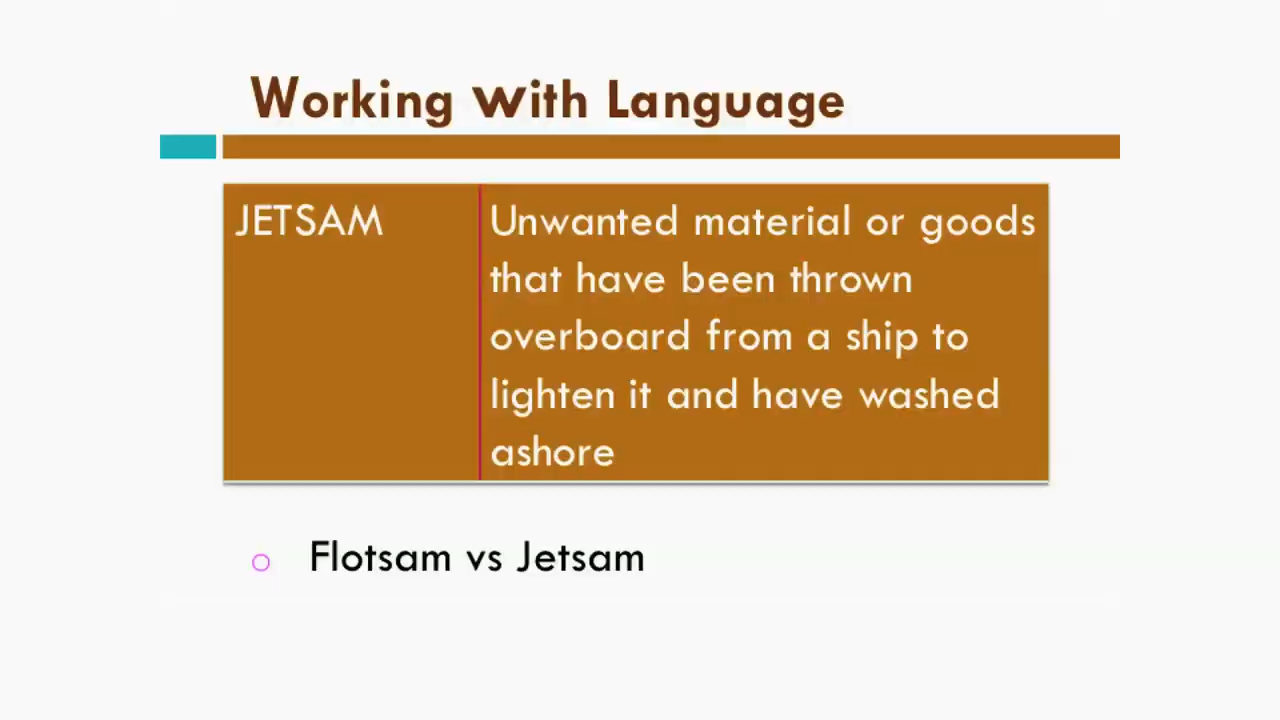 Working with Language
JETSAM
Unwanted material or goods
that have been thrown
overboard from a ship to
lighten it and have washed
ashore
Flotsam vs Jetsam